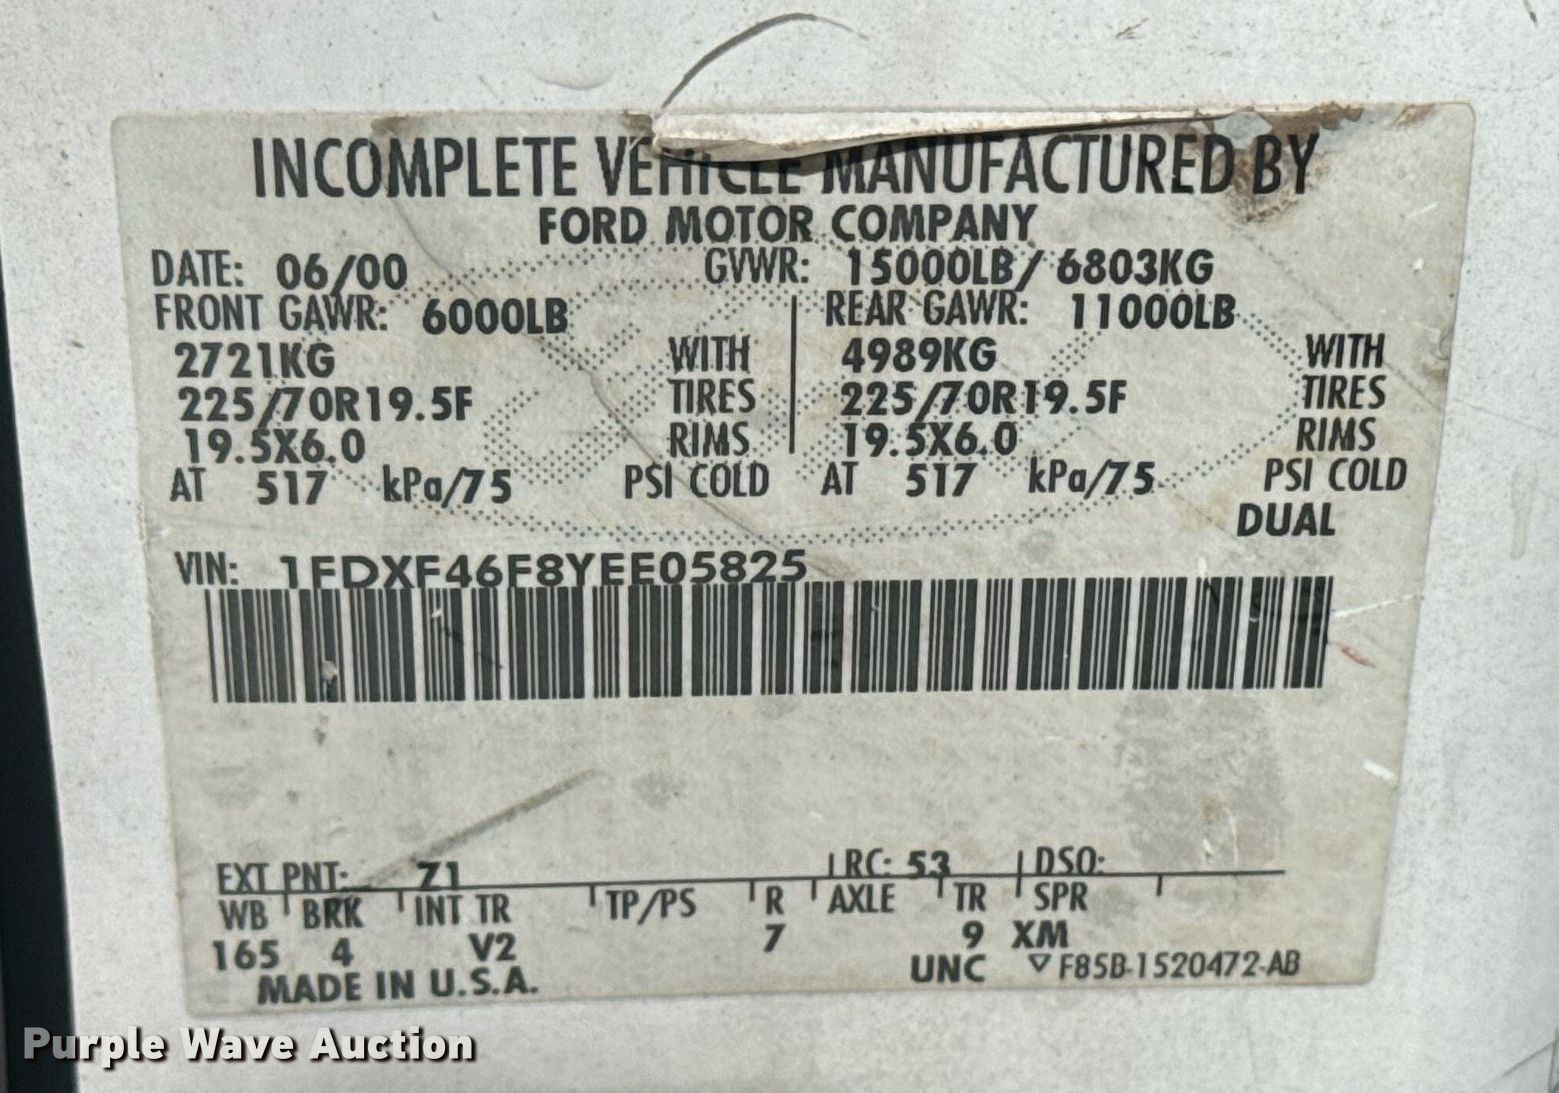 INCOMPLETE VEHICLE MANUFACTURED BY
FORD MOTOR COMPANY
DATE: 06/00 GVWR: 15000LB/ 6803KG
FRONT GAWR: 6000LB REAR GAWR: 11000LB
2721KG WITH 4989KG WITH
225/70R19.5F TIRES 225/70R19.5F TIRES
19.5X6.0 RIMS 19.5X6.0 RIMS
AT 517 kPa/75 PSI COLD AT 517 kPa/75 PSI COLD
DUAL
VIN: 1FDXF46F8YEE05825
EXT PNT: Z1 RC: 53 DSO:
WB BRK INT TR TP/PS R AXLE TR SPR
165 4 V2 7 9 XM
MADE IN U.S.A. UNC ▽ F85B-1520472-AB
Purple Wave Auction